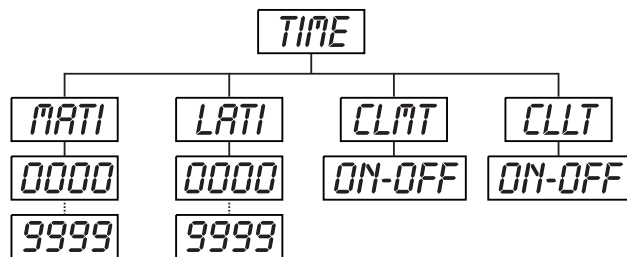 TIME
MATI LATI CLMT CLLT
0000 0000 ON-OFF ON-OFF
9999 9999